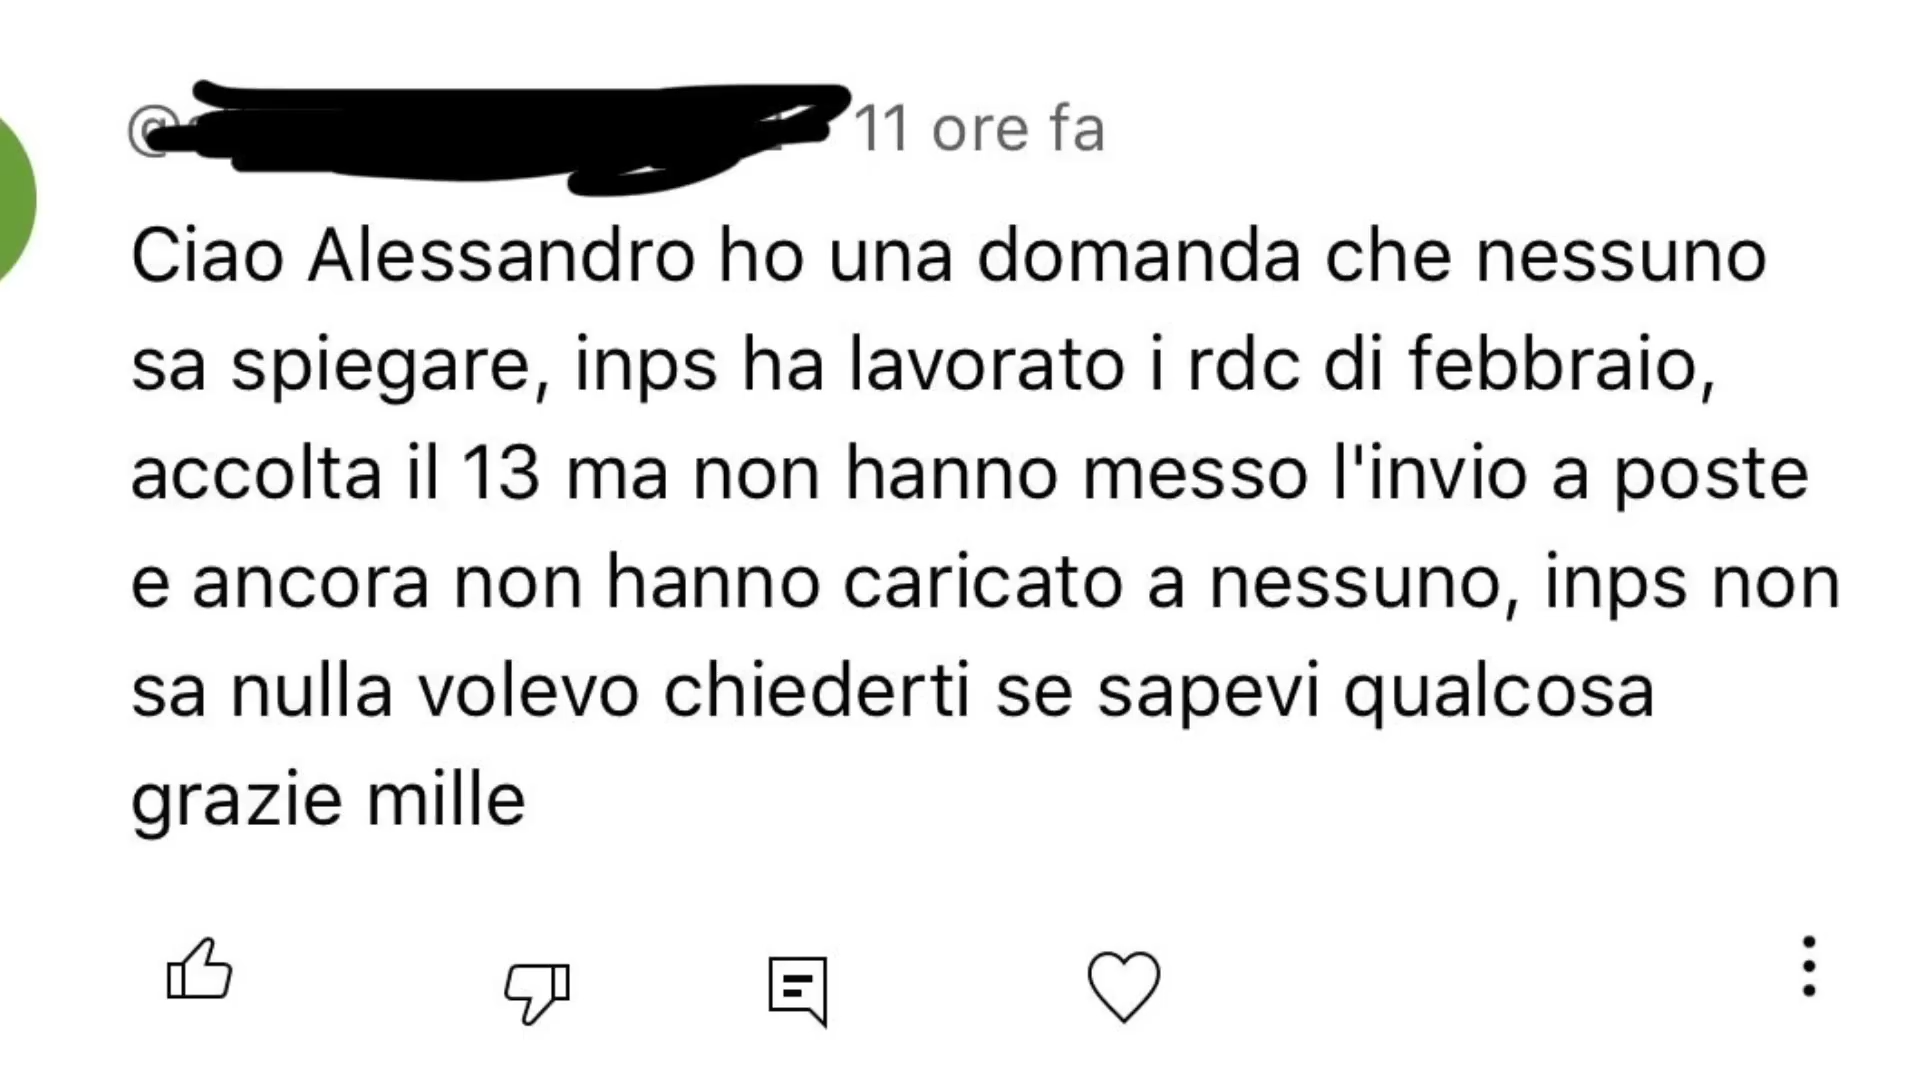 @ 11 ore fa
Ciao Alessandro ho una domanda che nessuno
sa spiegare, inps ha lavorato i rdc di febbraio,
accolta il 13 ma non hanno messo l'invio a poste
e ancora non hanno caricato a nessuno, inps non
sa nulla volevo chiederti se sapevi qualcosa
grazie mille